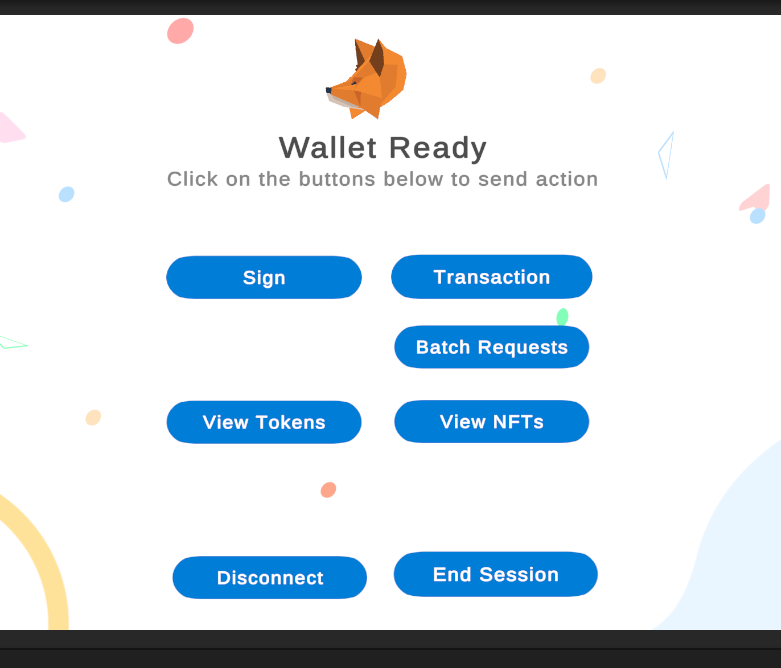 Wallet Ready
Click on the buttons below to send action
Sign
Transaction
Batch Requests
View Tokens
View NFTs
Disconnect
End Session